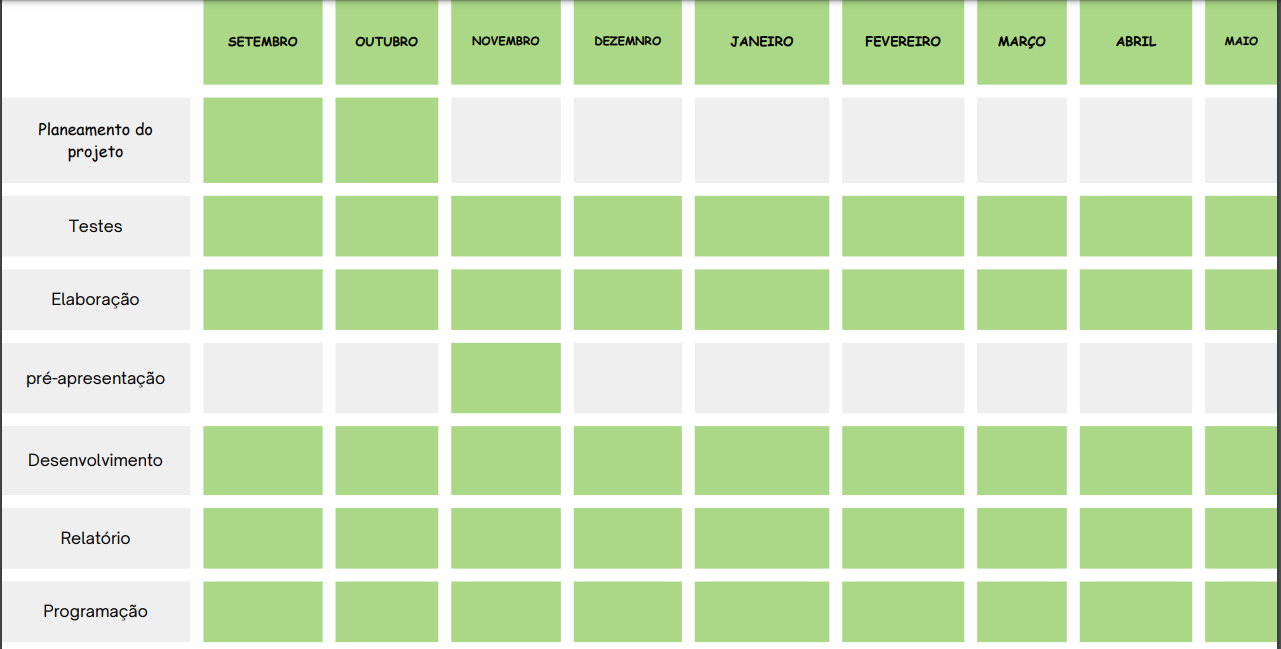 SETEMBRO OUTUBRO NOVEMBRO DEZEMNRO JANEIRO FEVEREIRO MARÇO ABRIL MAIO
Planeamento do
projeto
Testes
Elaboração
pré-apresentação
Desenvolvimento
Relatório
Programação